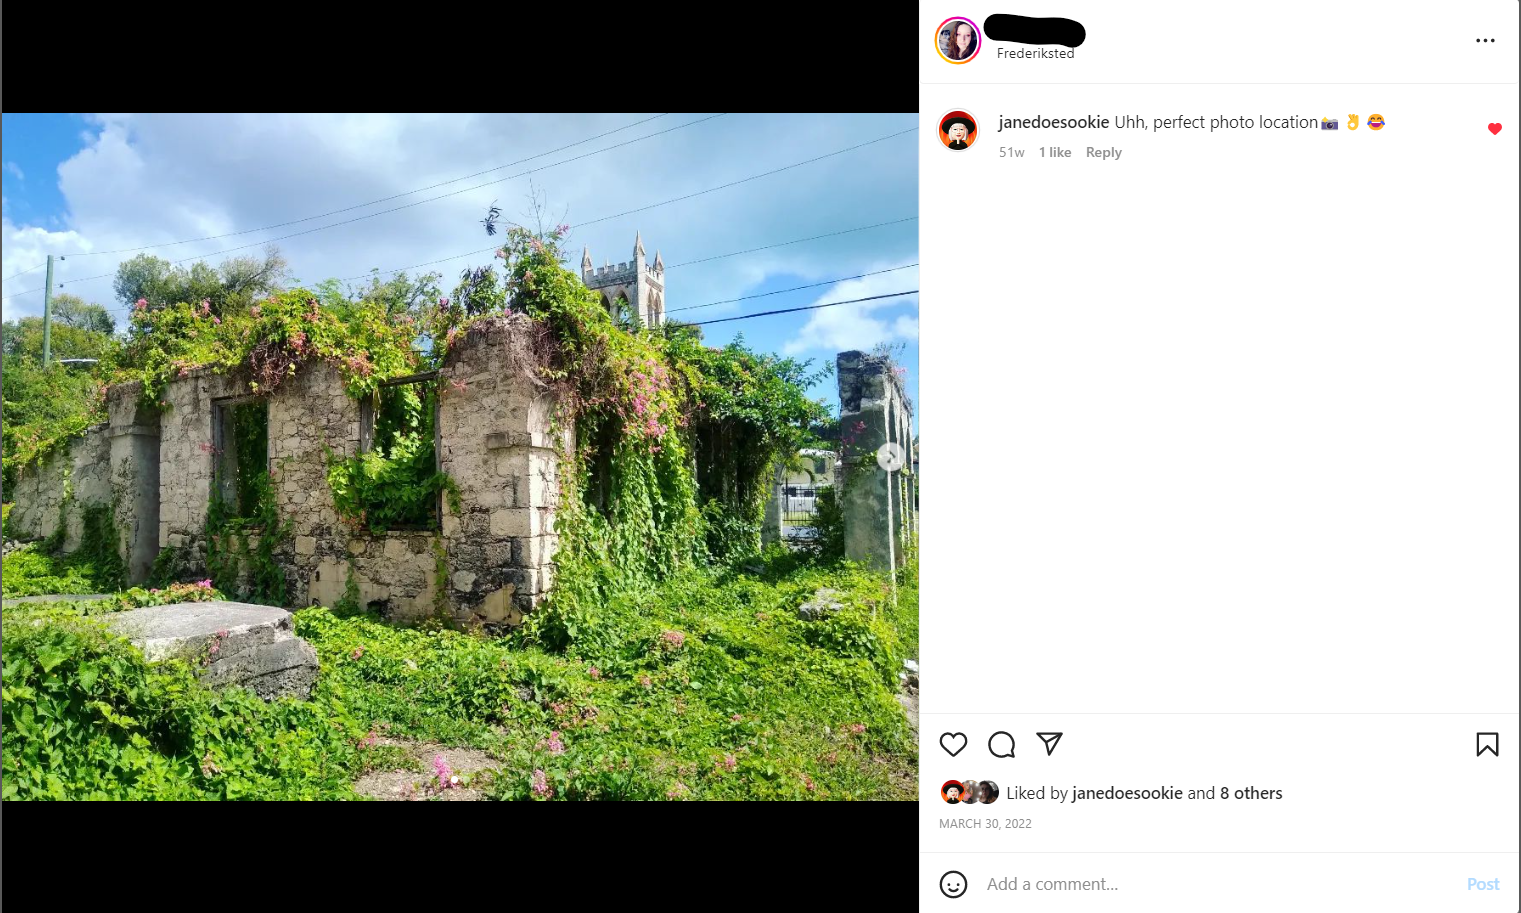 Frederiksted
janedoesookie Uhh, perfect photo location📸 👌 😂
51w 1 like Reply
Liked by janedoesookie and 8 others
MARCH 30, 2022
Add a comment... Post